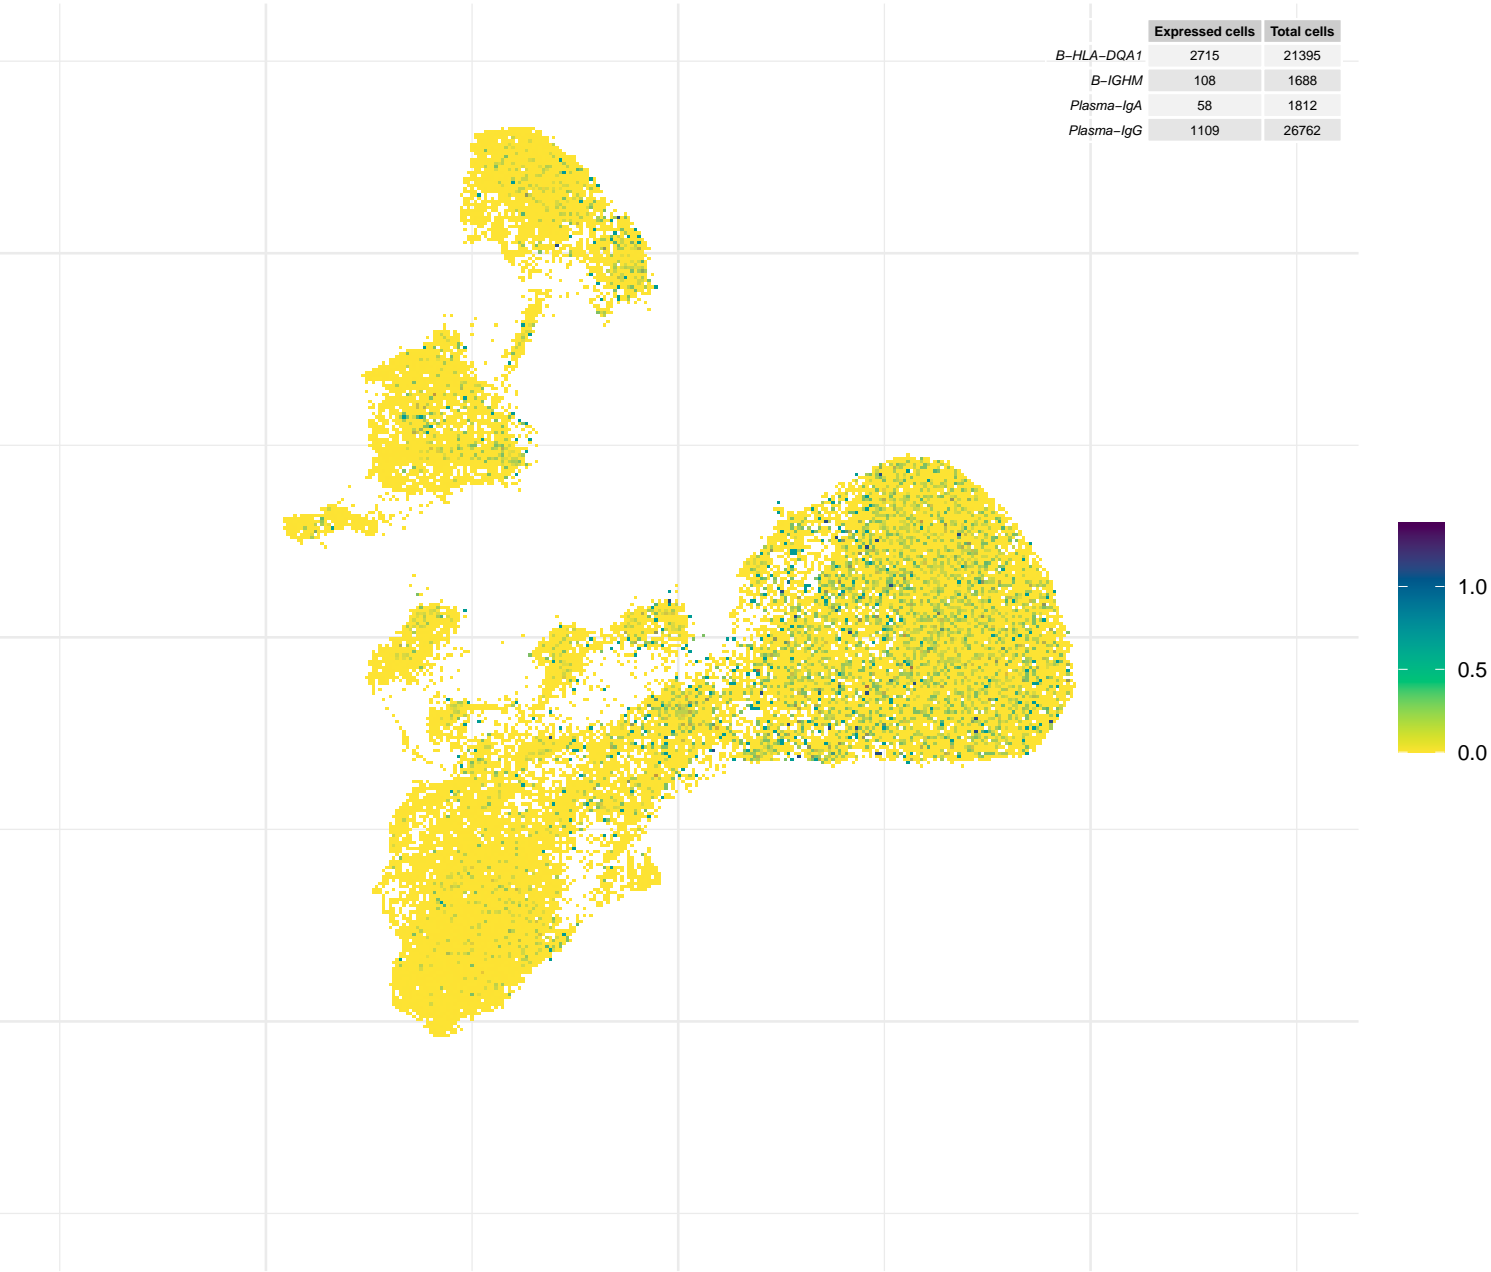 Expressed cells Total cells
B−HLA−DQA1 2715 21395
B−IGHM 108 1688
Plasma−IgA 58 1812
Plasma−IgG 1109 26762
1.0
0.5
0.0